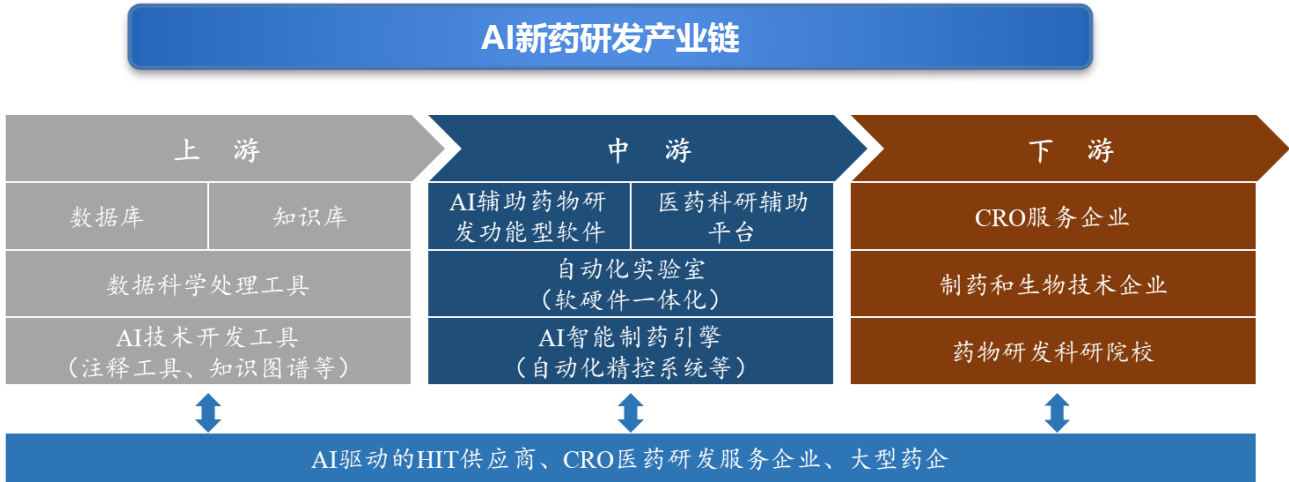 AI新药研发产业链
上 游
中 游
下 游
数据库
知识库
AI辅助药物研
发功能型软件
医药科研辅助
平台
CRO服务企业
数据科学处理工具
自动化实验室
（软硬件一体化）
制药和生物技术企业
AI技术开发工具
（注释工具、知识图谱等）
AI智能制药引擎
（自动化精控系统等）
药物研发科研院校
AI驱动的HIT供应商、CRO医药研发服务企业、大型药企